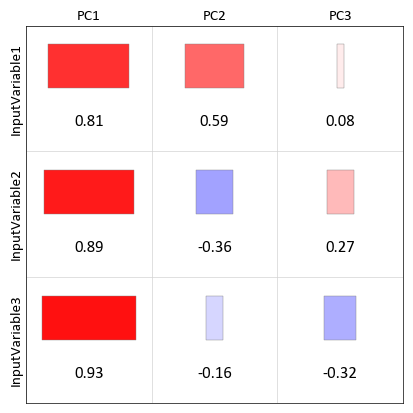 PC1 PC2 PC3
InputVariable1
0.81 0.59 0.08
InputVariable2
0.89 -0.36 0.27
InputVariable3
0.93 -0.16 -0.32